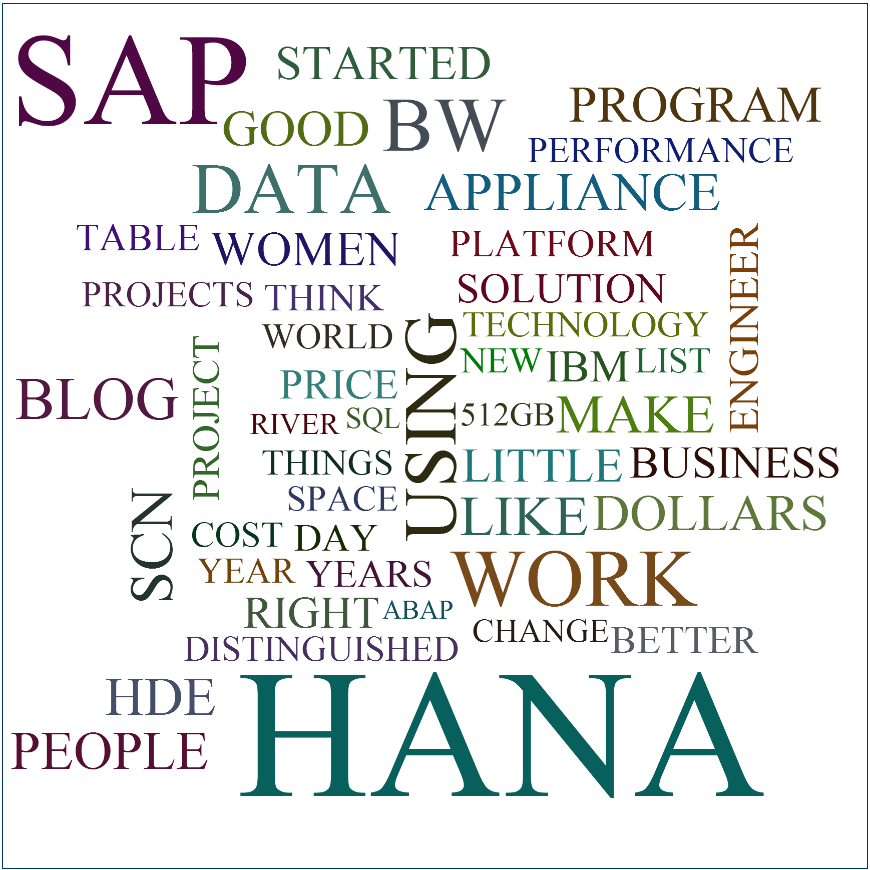 SAP
STARTED
GOOD
BW
PROGRAM
PERFORMANCE
DATA
APPLIANCE
TABLE
WOMEN
PLATFORM
ENGINEER
PROJECTS
THINK
SOLUTION
WORLD
USING
TECHNOLOGY
PROJECT
NEW
IBM
LIST
BLOG
PRICE
RIVER
SQL
512GB
MAKE
THINGS
LITTLE
BUSINESS
SPACE
SCN
LIKE
DOLLARS
COST
DAY
YEAR
YEARS
WORK
RIGHT
ABAP
CHANGE
BETTER
DISTINGUISHED
HDE
HANA
PEOPLE